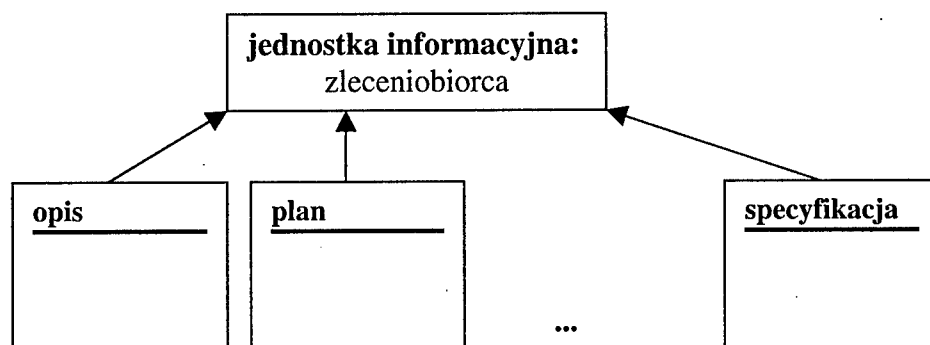 jednostka informacyjna:
zleceniobiorca
opis
plan
specyfikacja
...